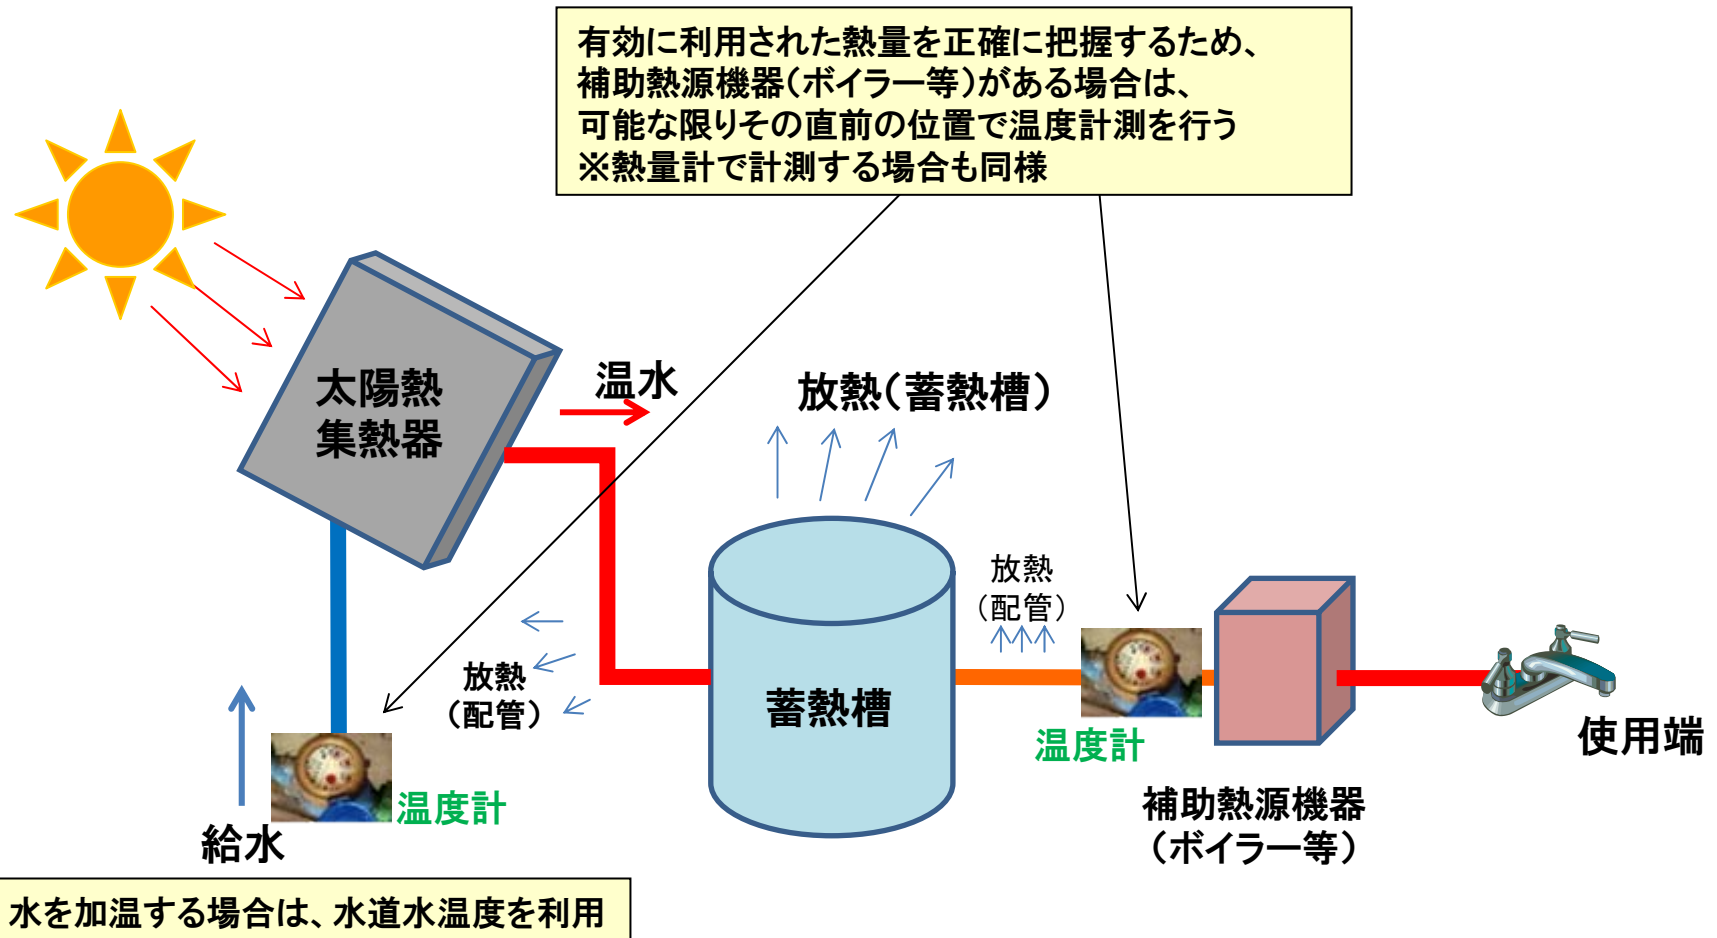 有効に利用された熱量を正確に把握するため、
補助熱源機器(ボイラー等)がある場合は、
可能な限りその直前の位置で温度計測を行う
※熱量計で計測する場合も同様
太陽熱
集熱器
温水
放熱(蓄熱槽)
放熱
(配管)
放熱
(配管)
蓄熱槽
温度計
使用端
温度計
給水
補助熱源機器
(ボイラー等)
水を加温する場合は、水道水温度を利用